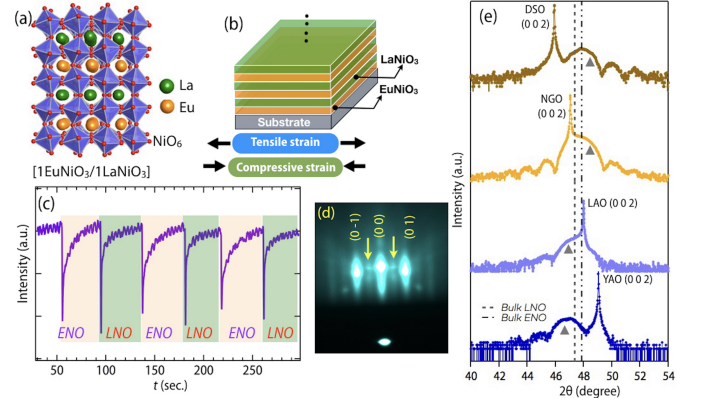 (a)
La
Eu
NiO6
[1EuNiO3/1LaNiO3]
(b)
LaNiO3
EuNiO3
Substrate
Tensile strain
Compressive strain
(c)
Intensity (a.u.)
ENO LNO ENO LNO ENO LNO
50 100 150 200 250
t (sec.)
(d)
(0 -1)
(0 0)
(0 1)
(e)
DSO
(0 0 2)
NGO
(0 0 2)
LAO (0 0 2)
YAO (0 0 2)
Bulk LNO
Bulk ENO
Intensity (a.u.)
40 42 44 46 48 50 52 54
2θ (degree)